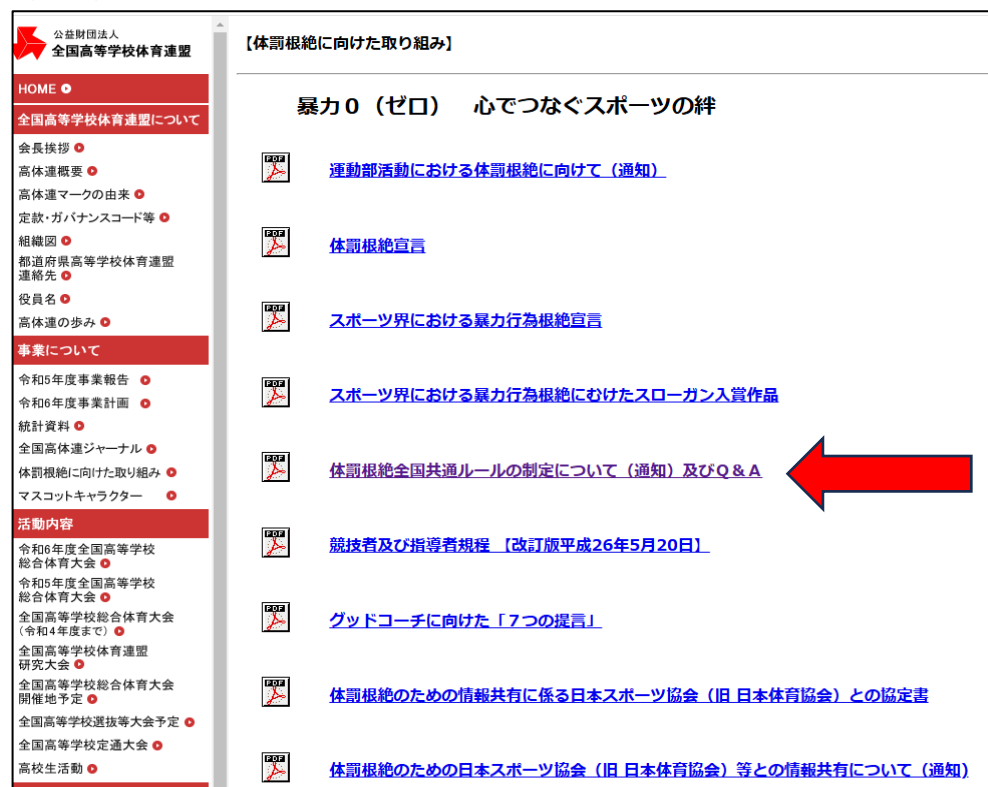 公益財団法人
全国高等学校体育連盟
HOME
全国高等学校体育連盟について
会長挨拶
高体連概要
高体連マークの由来
定款・ガバナンスコード等
組織図
都道府県高等学校体育連盟
連絡先
役員名
高体連の歩み
事業について
令和5年度事業報告
令和6年度事業計画
統計資料
全国高体連ジャーナル
体罰根絶に向けた取り組み
マスコットキャラクター
活動内容
令和6年度全国高等学校
総合体育大会
令和5年度全国高等学校
総合体育大会
全国高等学校総合体育大会
（令和4年度まで）
全国高等学校体育連盟
研究大会
全国高等学校総合体育大会
開催地予定
全国高等学校選抜等大会予定
全国高等学校定通大会
高校生活動
【体罰根絶に向けた取り組み】
暴力０（ゼロ）　心でつなぐスポーツの絆
PDF
運動部活動における体罰根絶に向けて（通知）
PDF
体罰根絶宣言
PDF
スポーツ界における暴力行為根絶宣言
PDF
スポーツ界における暴力行為根絶にむけたスローガン入賞作品
PDF
体罰根絶全国共通ルールの制定について（通知）及びＱ＆Ａ
PDF
競技者及び指導者規程 【改訂版平成26年5月20日】
PDF
グッドコーチに向けた「７つの提言」
PDF
体罰根絶のための情報共有に係る日本スポーツ協会（旧 日本体育協会）との協定書
PDF
体罰根絶のための日本スポーツ協会（旧 日本体育協会）等との情報共有について（通知)